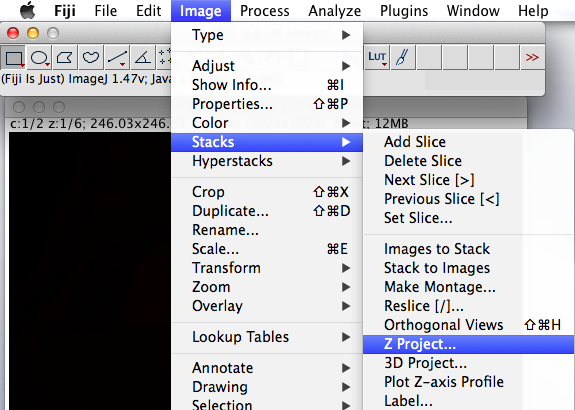 Fiji File Edit Image Process Analyze Plugins Window Help
LUT
>>
(Fiji Is Just) ImageJ 1.47v; Java
c:1/2 z:1/6; 246.03x246. t; 12MB
Type
Adjust
Show Info... ⌘I
Properties... ⇧⌘P
Color
Stacks
Hyperstacks
Crop ⇧⌘X
Duplicate... ⇧⌘D
Rename...
Scale... ⌘E
Transform
Zoom
Overlay
Lookup Tables
Annotate
Drawing
Selection
Add Slice
Delete Slice
Next Slice [>]
Previous Slice [<]
Set Slice...
Images to Stack
Stack to Images
Make Montage...
Reslice [/]...
Orthogonal Views ⇧⌘H
Z Project...
3D Project...
Plot Z-axis Profile
Label...